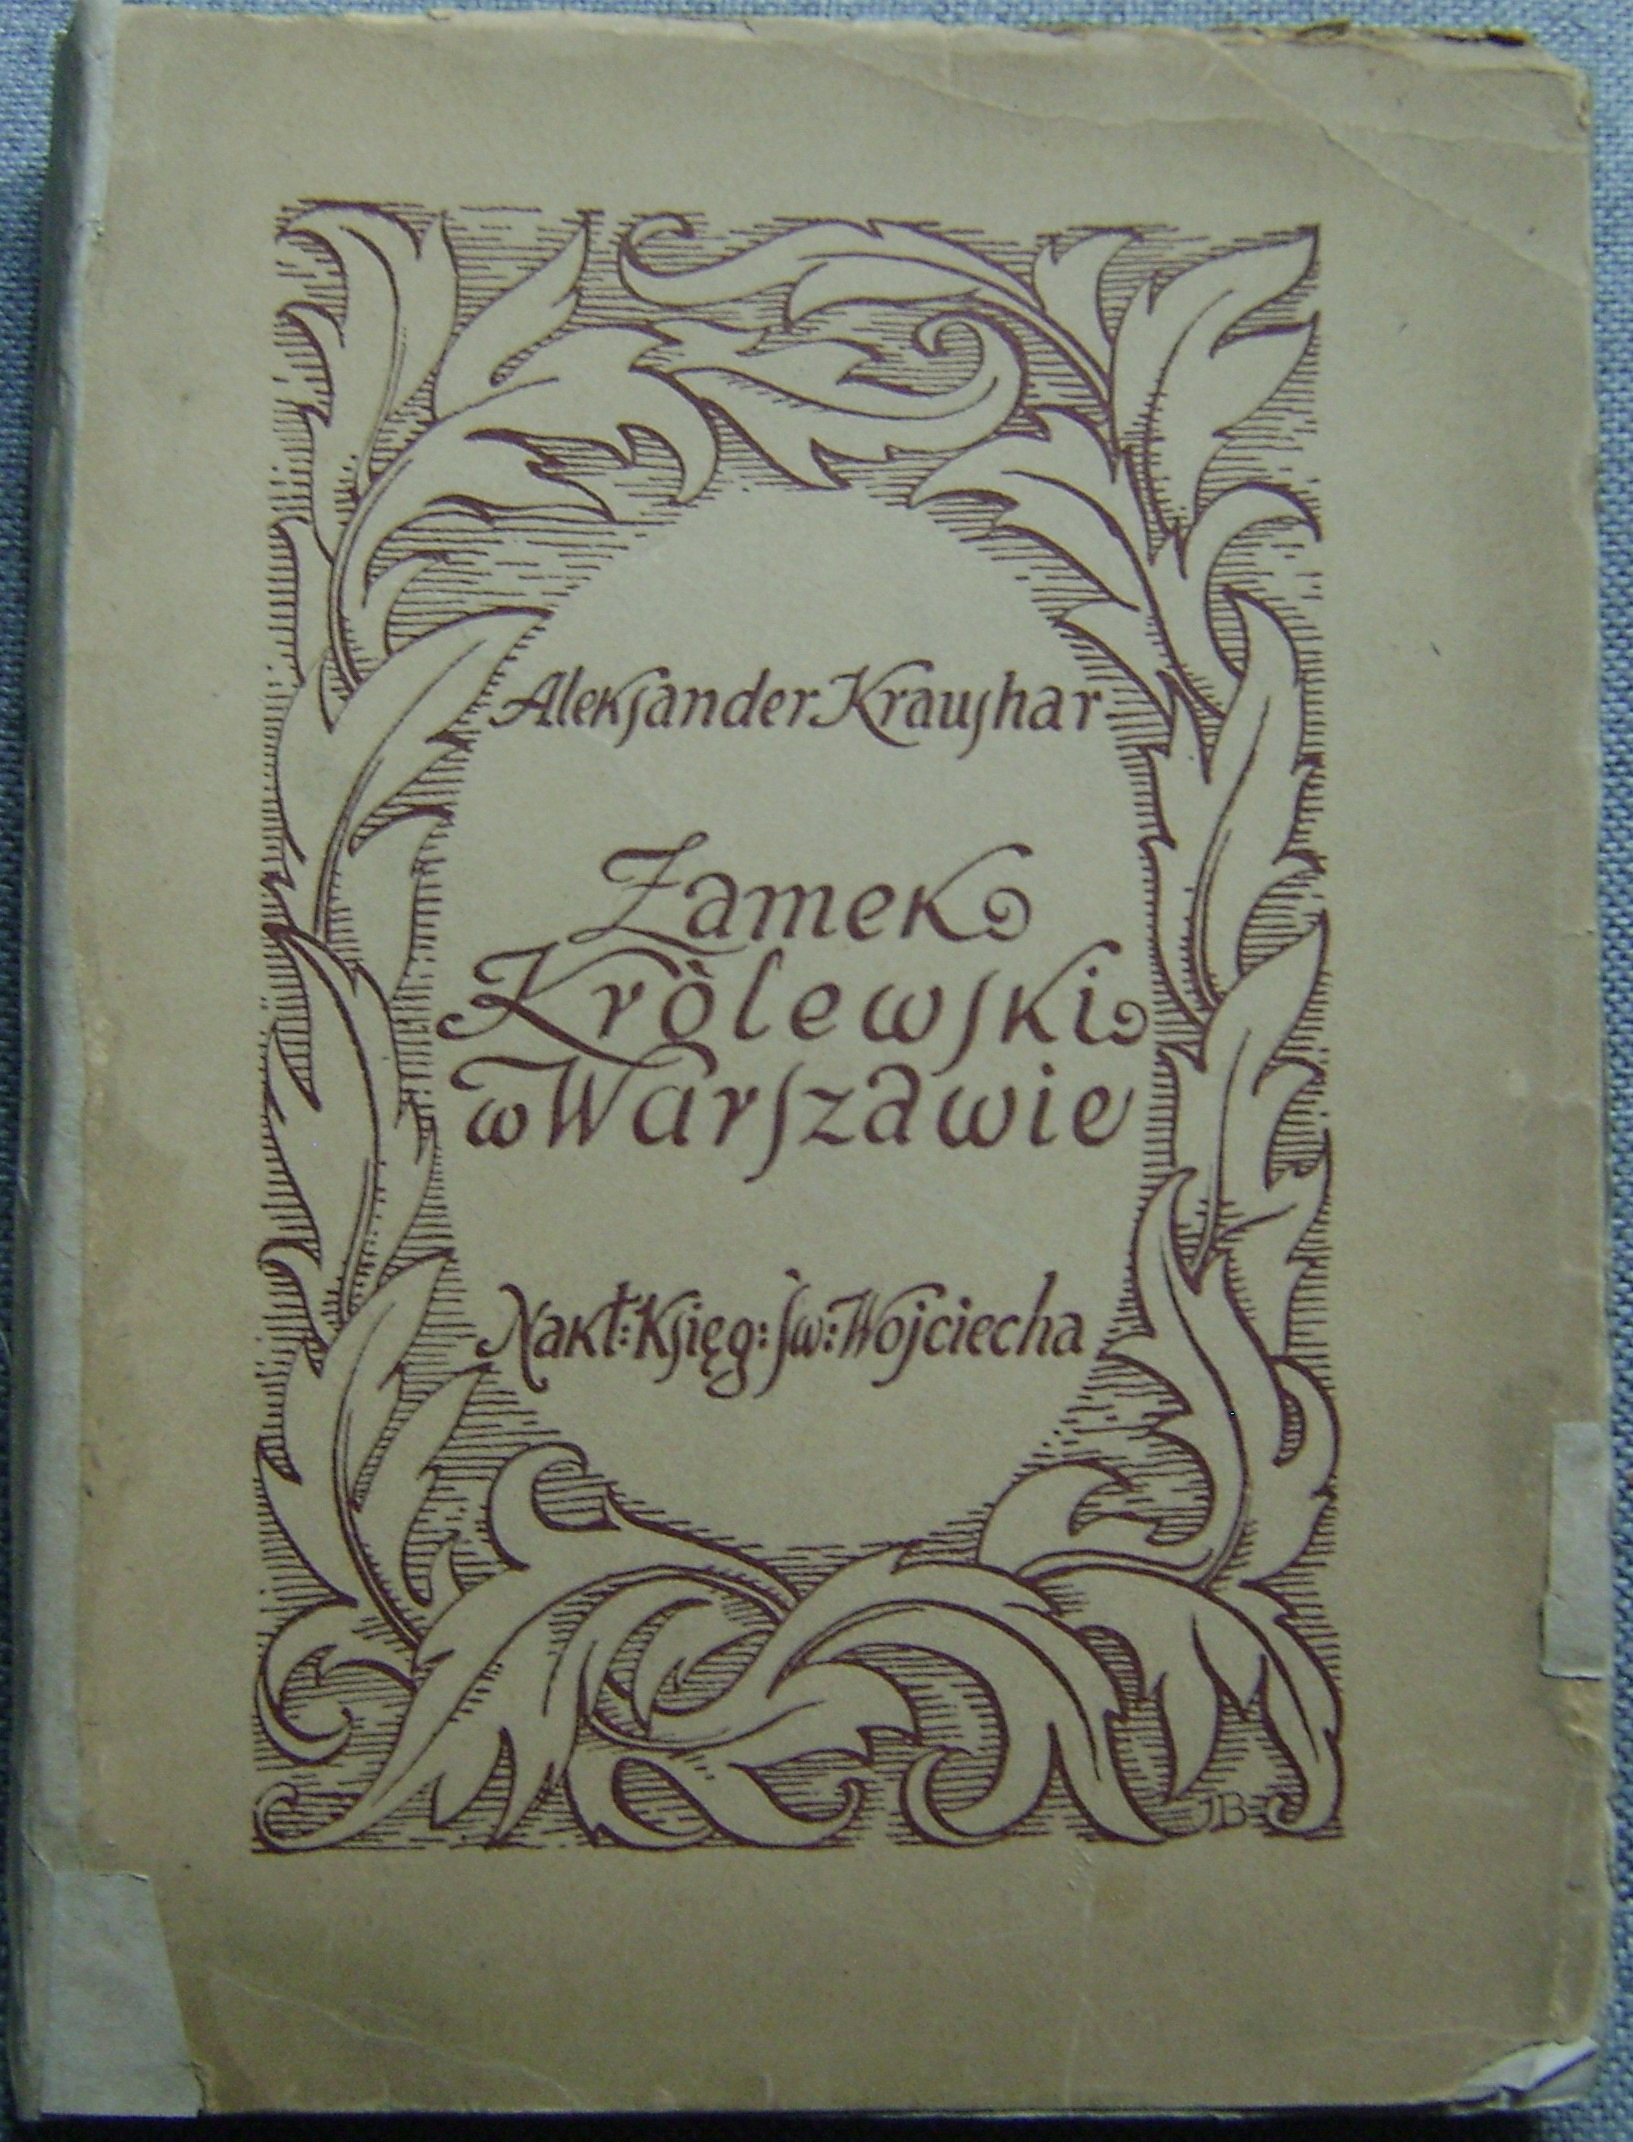 Aleksander Kraushar
Zamek
Królewski
w Warszawie
Nakł: Księg: św: Wojciecha
JB